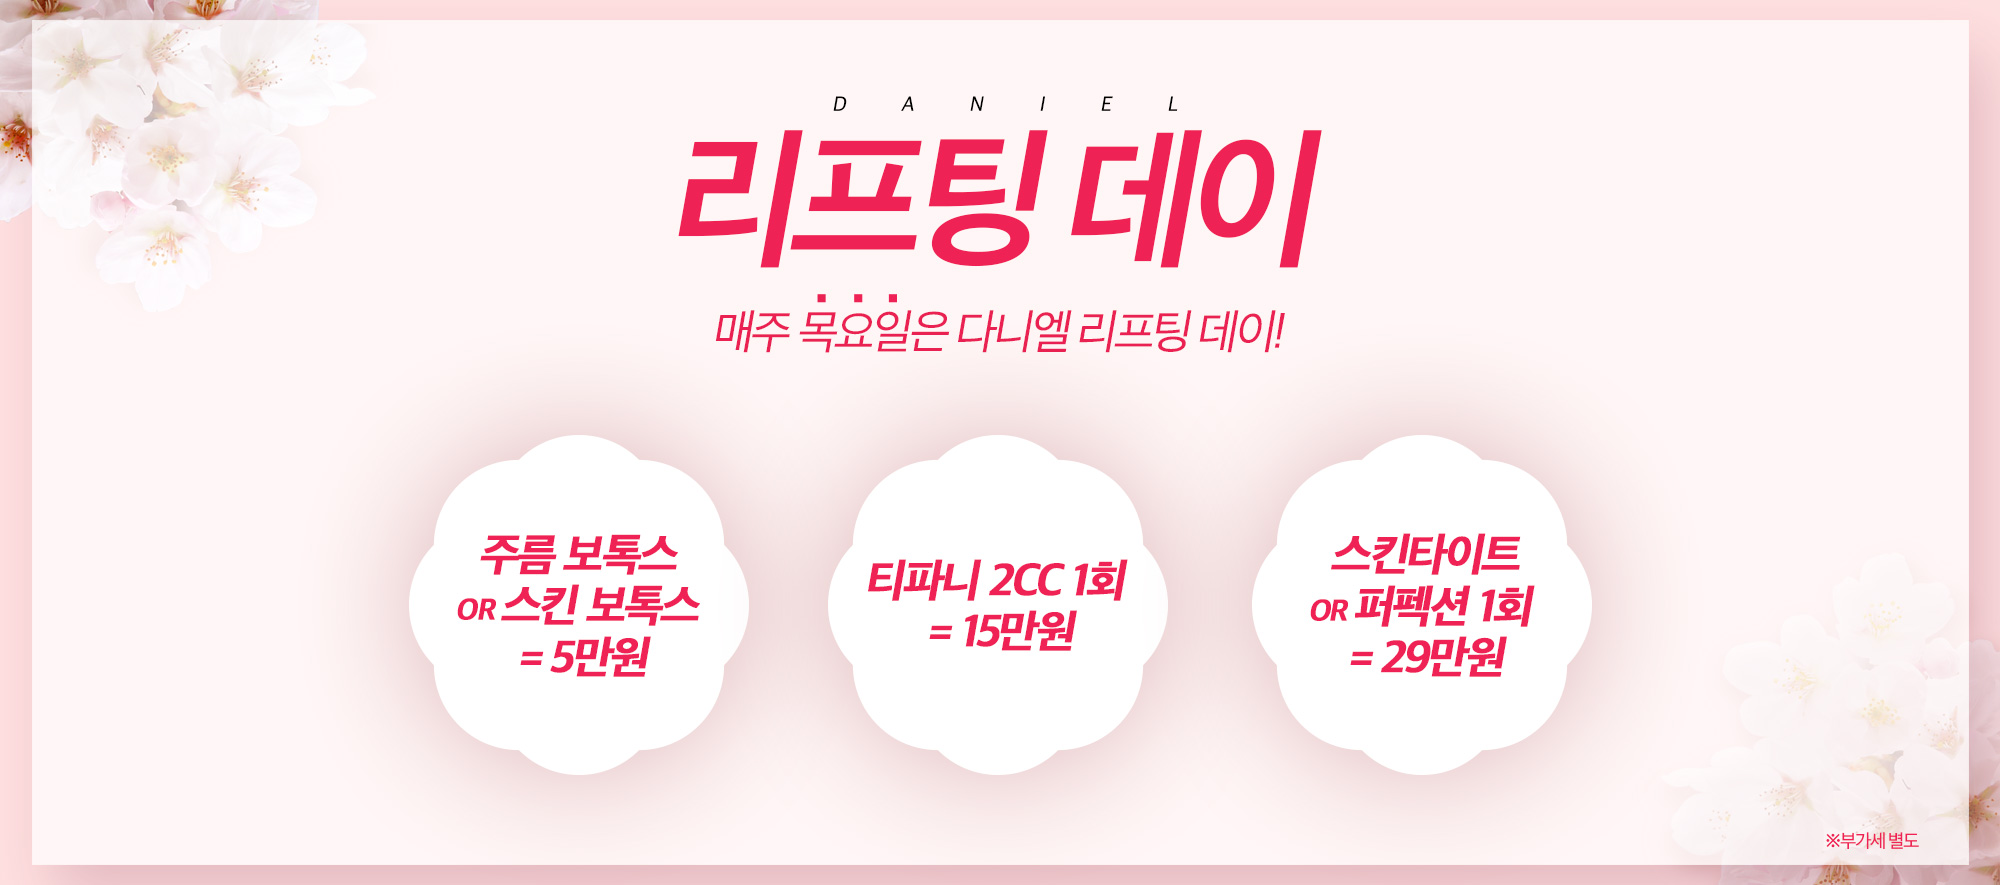 DANIEL
리프팅 데이
매주 목요일은 다니엘 리프팅 데이!
주름 보톡스
OR 스킨 보톡스
= 5만원
티파니 2CC 1회
= 15만원
스킨타이트
OR 퍼펙션 1회
= 29만원
※부가세 별도